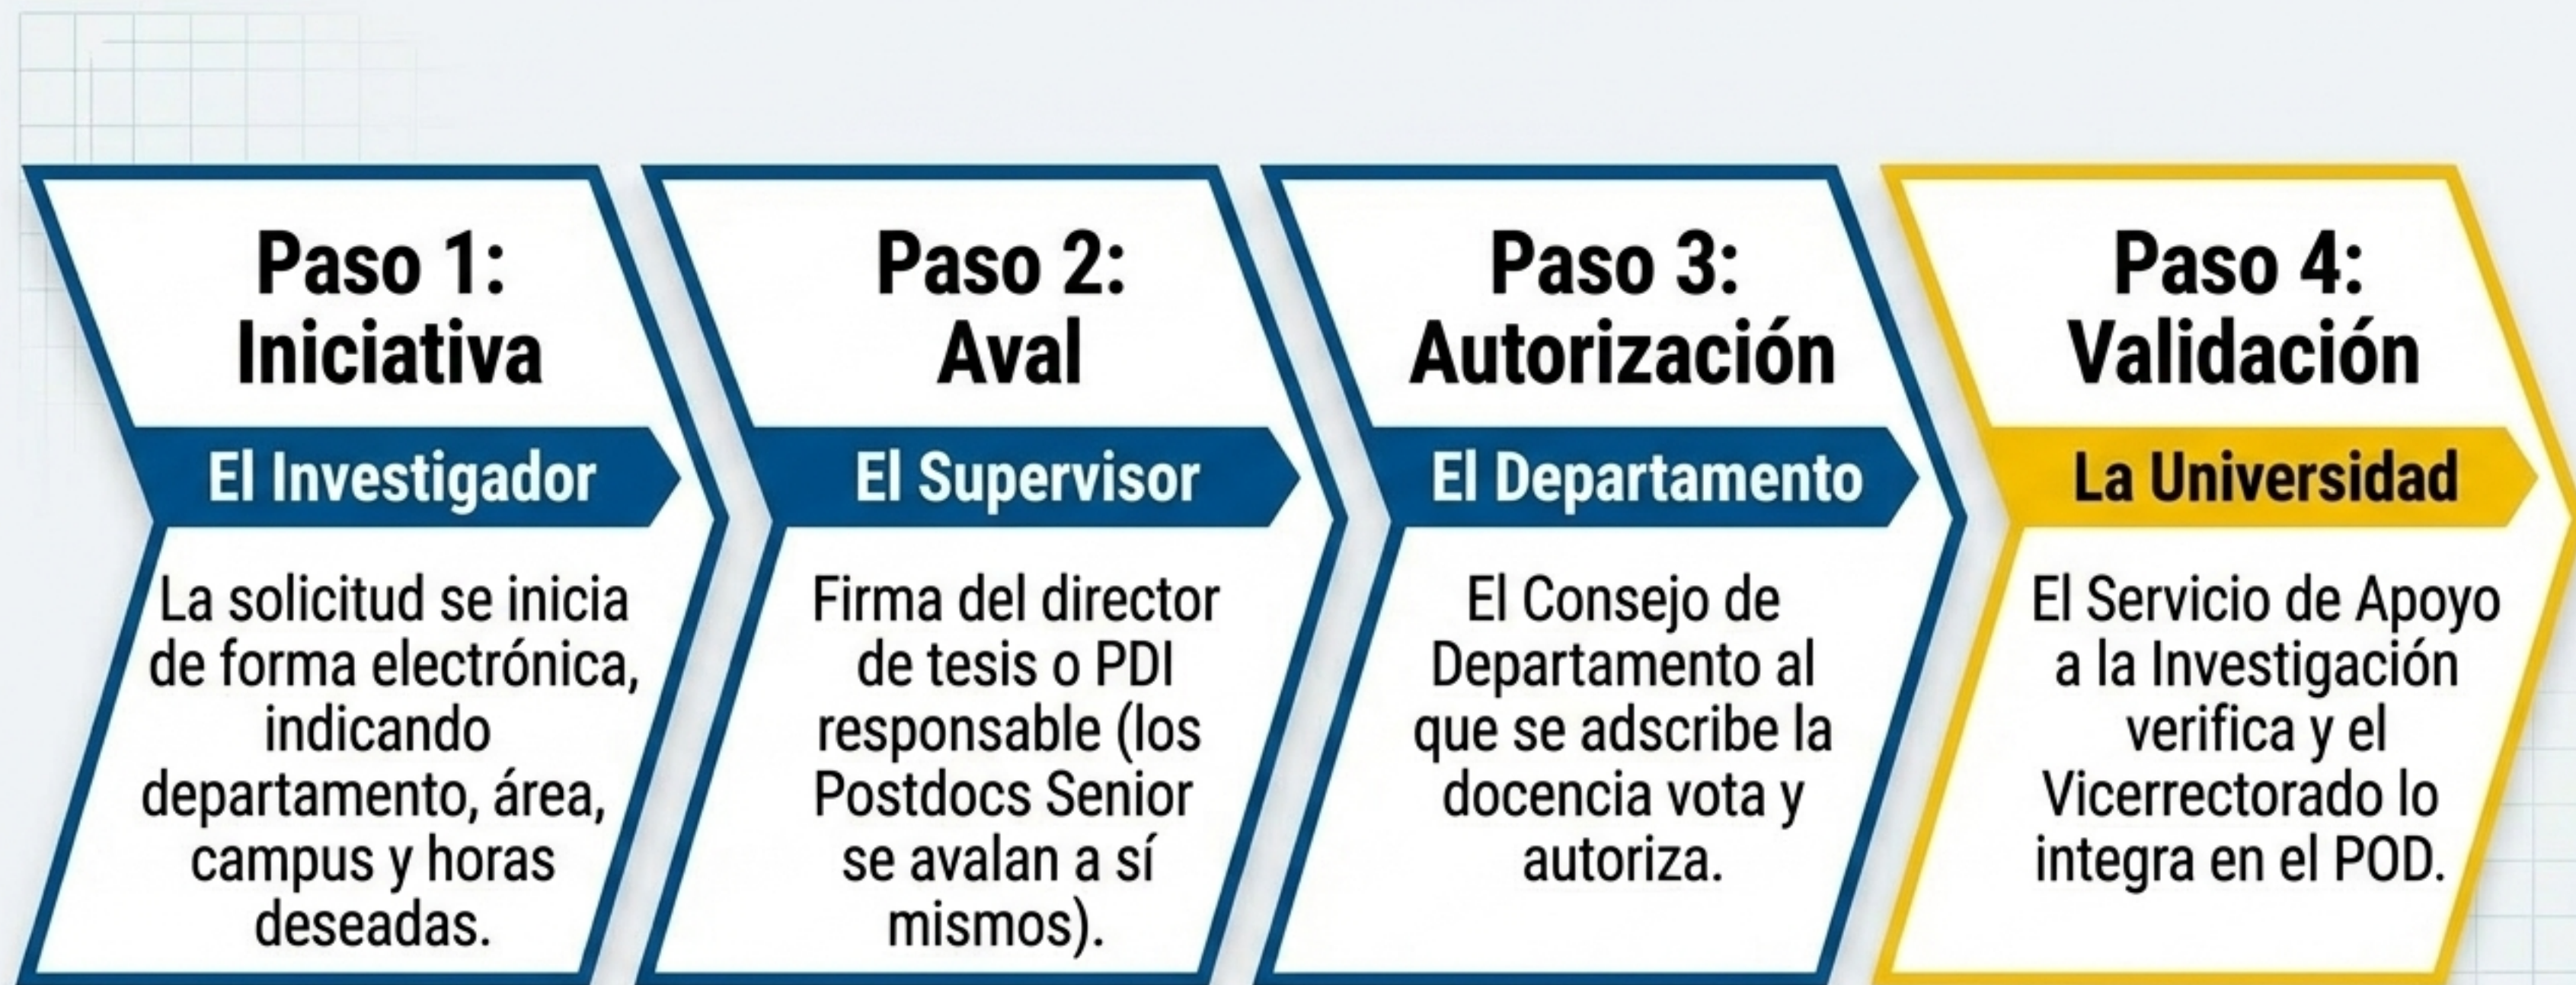 Paso 1:
Iniciativa
El Investigador
La solicitud se inicia
de forma electrónica,
indicando
departamento, área,
campus y horas
deseadas.
Paso 2:
Aval
El Supervisor
Firma del director
de tesis o PDI
responsable (los
Postdocs Senior
se avalan a sí
mismos).
Paso 3:
Autorización
El Departamento
El Consejo de
Departamento al
que se adscribe la
docencia vota y
autoriza.
Paso 4:
Validación
La Universidad
El Servicio de Apoyo
a la Investigación
verifica y el
Vicerrectorado lo
integra en el POD.